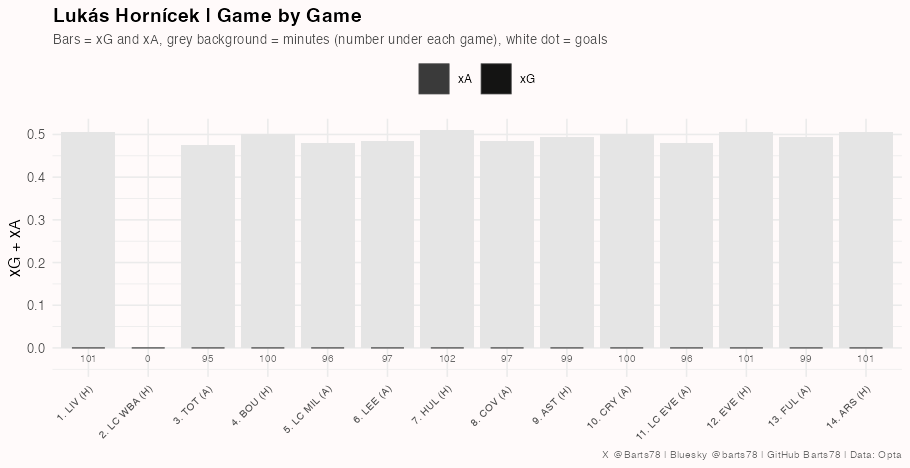 Lukás Hornícek | Game by Game
Bars = xG and xA, grey background = minutes (number under each game), white dot = goals
xA xG
xG + xA
0.5
0.4
0.3
0.2
0.1
0.0
101 0 95 100 96 97 102 97 99 100 96 101 99 101
1. LIV (H)
2. LC WBA (H)
3. TOT (A)
4. BOU (H)
5. LC MIL (A)
6. LEE (A)
7. HUL (H)
8. COV (A)
9. AST (H)
10. CRY (A)
11. LC EVE (A)
12. EVE (H)
13. FUL (A)
14. ARS (H)
X @Barts78 | Bluesky @barts78 | GitHub Barts78 | Data: Opta